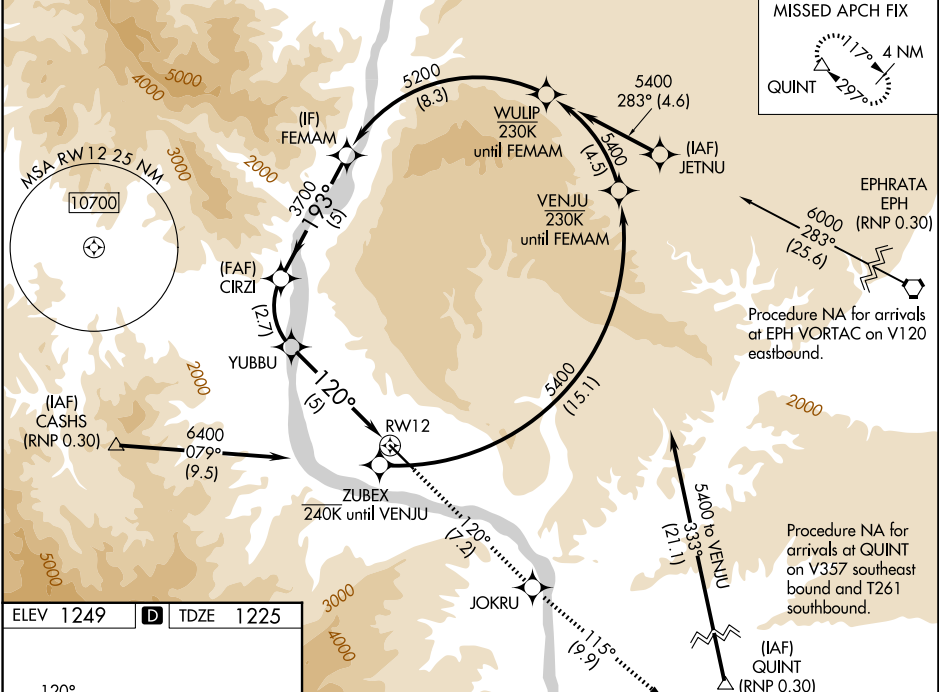 MISSED APCH FIX
117°
4 NM
QUINT
297°
5000
4000
3000
2000
5200
(8.3)
WULIP
230K
until FEMAM
5400
283° (4.6)
(IAF)
JETNU
5400
(4.5)
(IF)
FEMAM
VENJU
230K
until FEMAM
MSA RW12 25 NM
10700
3700
193°
(5)
EPHRATA
EPH
(RNP 0.30)
6000
283°
(25.6)
Procedure NA for arrivals
at EPH VORTAC on V120
eastbound.
(FAF)
CIRZI
(2.7)
YUBBU
120°
(5)
2000
5400
(15.1)
2000
(IAF)
CASHS
(RNP 0.30)
6400
079°
(9.5)
RW12
ZUBEX
240K until VENJU
120°
(7.2)
JOKRU
115°
(9.9)
5400 to VENJU
333°
(21.1)
Procedure NA for
arrivals at QUINT
on V357 southeast
bound and T261
southbound.
(IAF)
QUINT
(RNP 0.30)
5000
3000
4000
ELEV 1249
D
TDZE 1225
120°